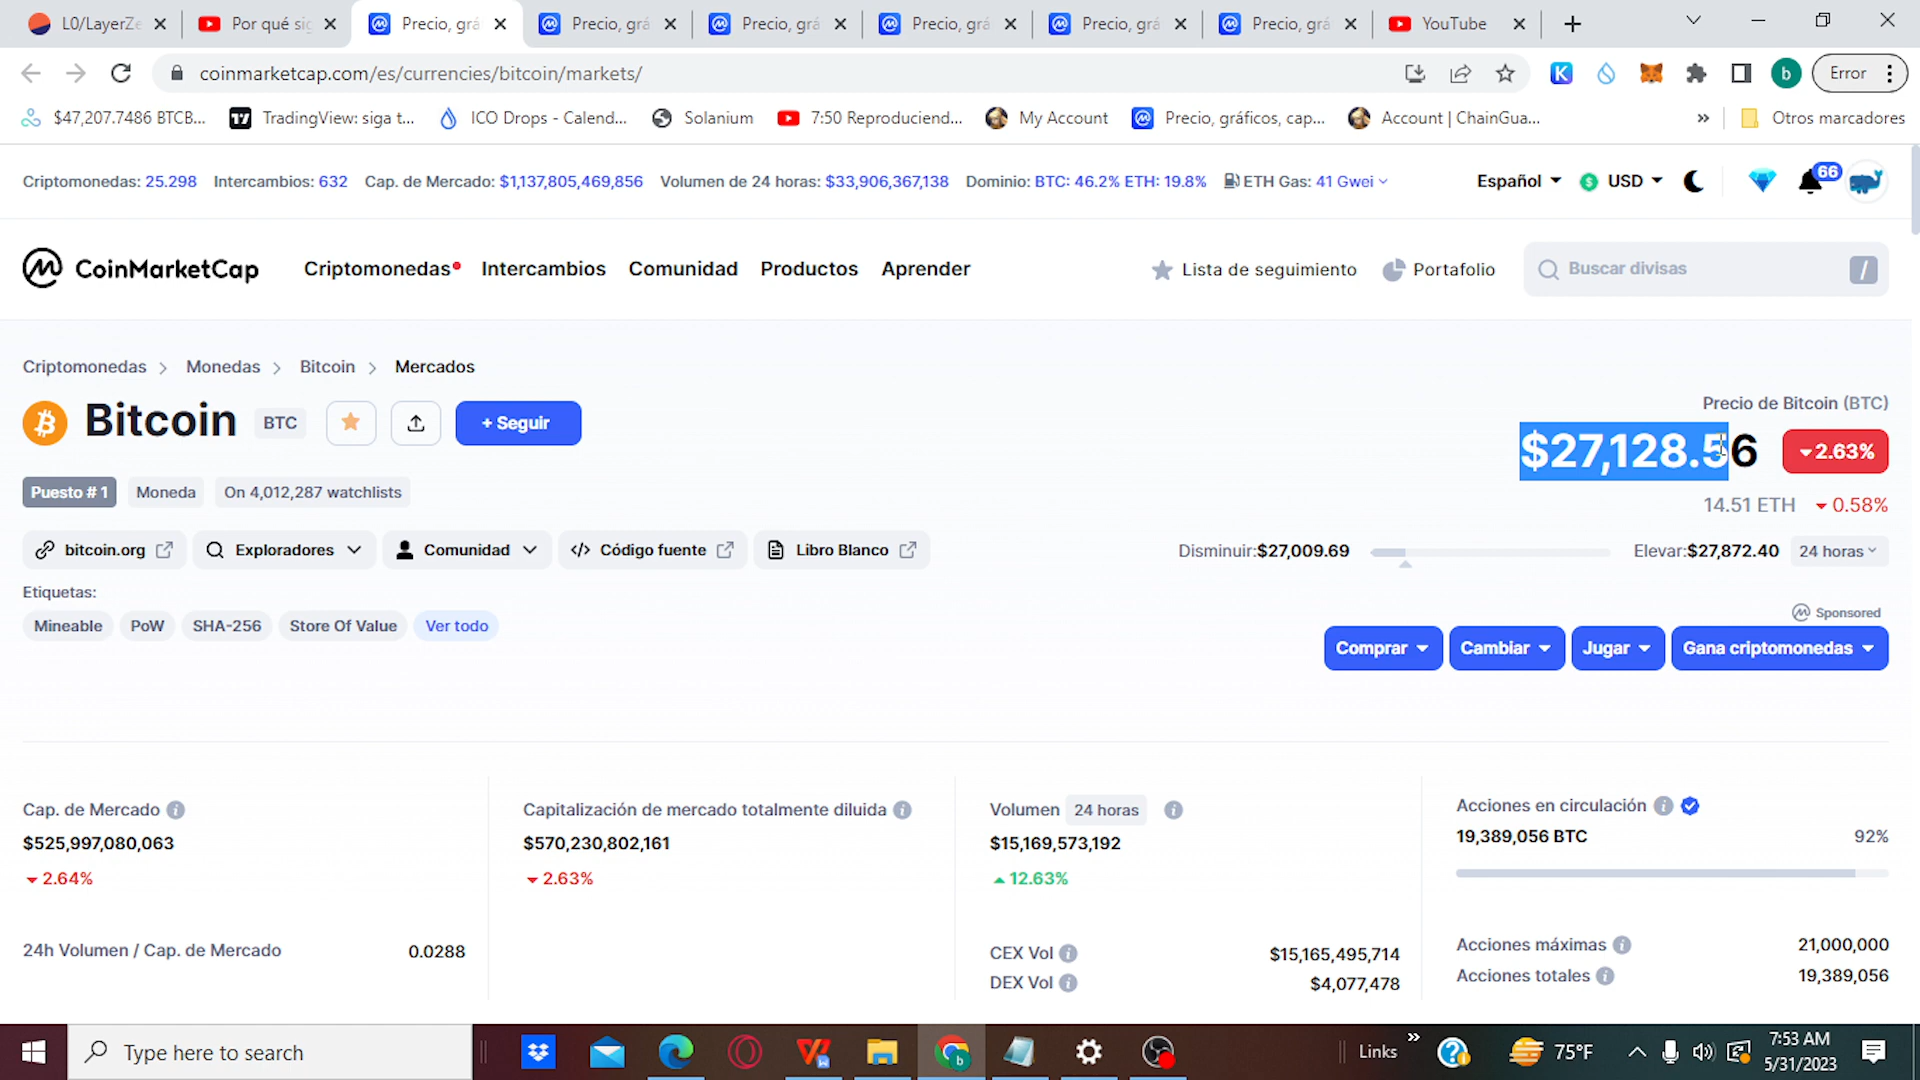 L0/LayerZe
Por qué sig
Precio, grá
Precio, grá
Precio, grá
Precio, grá
Precio, grá
Precio, grá
YouTube
coinmarketcap.com/es/currencies/bitcoin/markets/
K
b
Error
$47,207.7486 BTCB...
TradingView: siga t...
ICO Drops - Calend...
Solanium
7:50 Reproduciend...
My Account
Precio, gráficos, cap...
Account | ChainGua...
»
Otros marcadores
Criptomonedas: 25.298 Intercambios: 632 Cap. de Mercado: $1,137,805,469,856 Volumen de 24 horas: $33,906,367,138 Dominio: BTC: 46.2% ETH: 19.8% ETH Gas: 41 Gwei
Español USD 66
CoinMarketCap
Criptomonedas Intercambios Comunidad Productos Aprender
Lista de seguimiento Portafolio Buscar divisas /
Criptomonedas > Monedas > Bitcoin > Mercados
Bitcoin BTC + Seguir
Precio de Bitcoin (BTC)
$27,128.56 2.63%
14.51 ETH 0.58%
Puesto # 1 Moneda On 4,012,287 watchlists
bitcoin.org Exploradores Comunidad Código fuente Libro Blanco
Disminuir:$27,009.69 Elevar:$27,872.40 24 horas
Etiquetas:
Mineable PoW SHA-256 Store Of Value Ver todo
Sponsored
Comprar Cambiar Jugar Gana criptomonedas
Cap. de Mercado
$525,997,080,063
2.64%
24h Volumen / Cap. de Mercado 0.0288
Capitalización de mercado totalmente diluida
$570,230,802,161
2.63%
Volumen 24 horas
$15,169,573,192
12.63%
CEX Vol $15,165,495,714
DEX Vol $4,077,478
Acciones en circulación
19,389,056 BTC 92%
Acciones máximas 21,000,000
Acciones totales 19,389,056
Type here to search
Links »
75°F
7:53 AM
5/31/2023